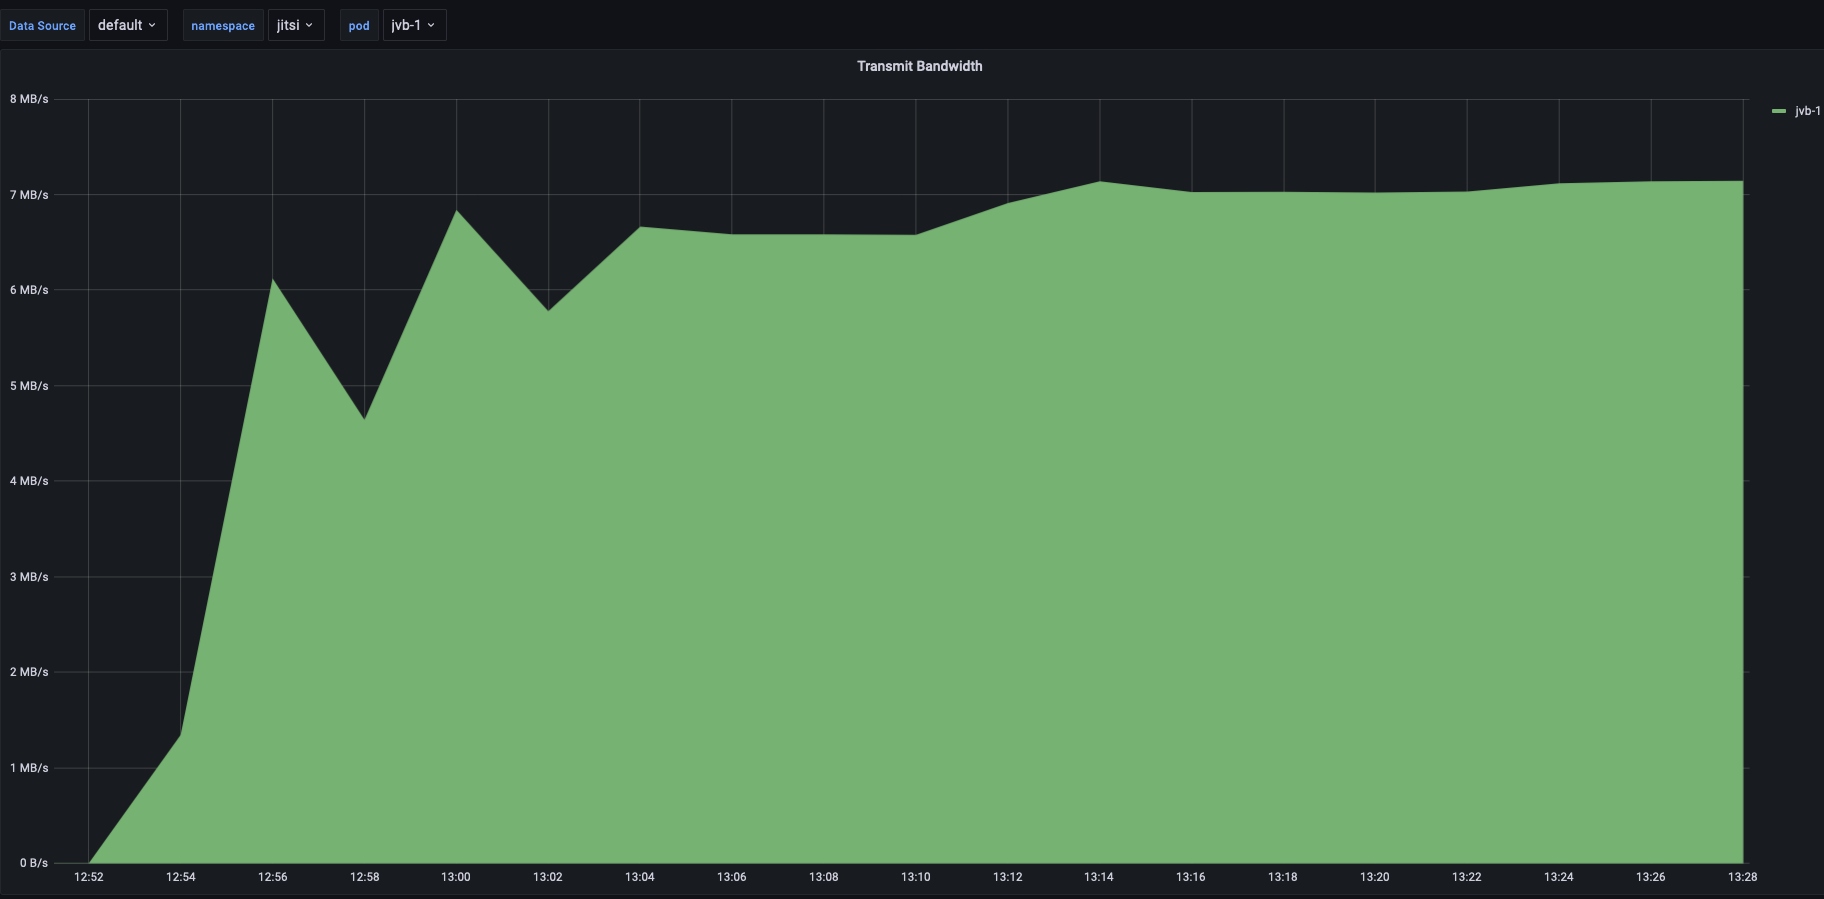 Data Source default namespace jitsi pod jvb-1
Transmit Bandwidth
8 MB/s
jvb-1
7 MB/s
6 MB/s
5 MB/s
4 MB/s
3 MB/s
2 MB/s
1 MB/s
0 B/s
12:52 12:54 12:56 12:58 13:00 13:02 13:04 13:06 13:08 13:10 13:12 13:14 13:16 13:18 13:20 13:22 13:24 13:26 13:28